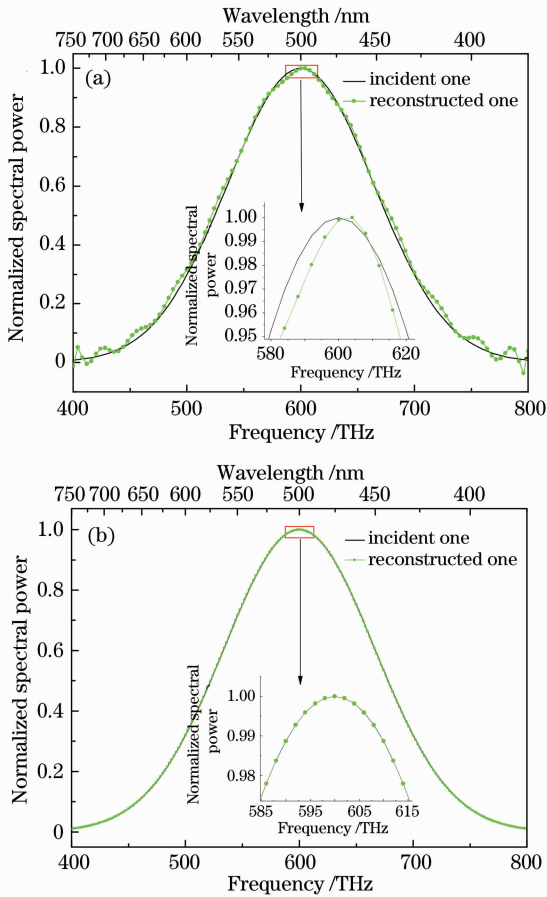 Wavelength /nm
750 700 650 600 550 500 450 400
(a)
incident one
reconstructed one
Normalized spectral power
1.0
0.8
0.6
0.4
0.2
0
Normalized spectral
power
1.00
0.99
0.98
0.97
0.96
0.95
580 600 620
Frequency /THz
400 500 600 700 800
Frequency /THz
Wavelength /nm
750 700 650 600 550 500 450 400
(b)
incident one
reconstructed one
Normalized spectral power
1.0
0.8
0.6
0.4
0.2
0
Normalized spectral
power
1.00
0.99
0.98
585 595 605 615
Frequency /THz
400 500 600 700 800
Frequency /THz